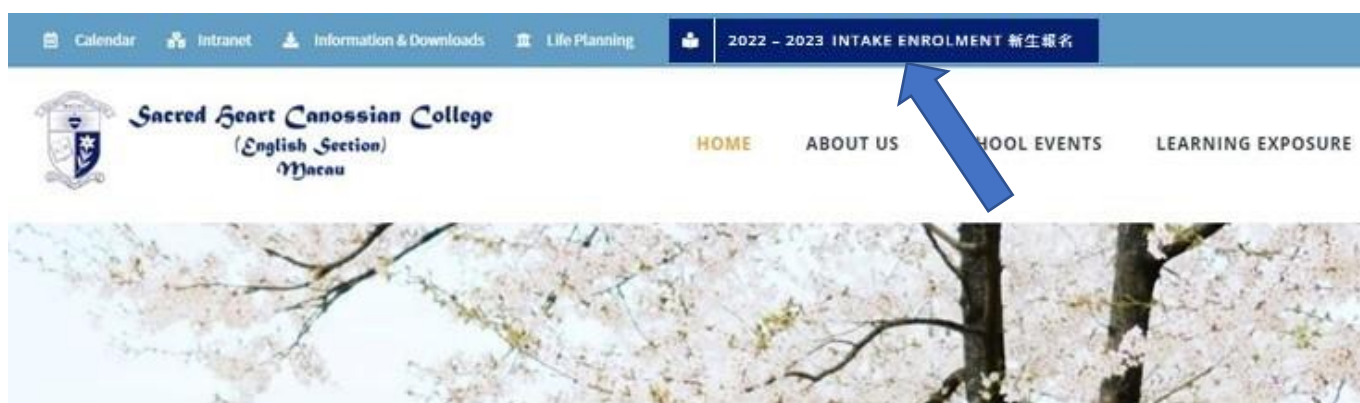 Calendar Intranet Information & Downloads Life Planning 2022 – 2023 INTAKE ENROLMENT 新生報名
Sacred Heart Canossian College
(English Section)
Macau
HOME ABOUT US HOOL EVENTS LEARNING EXPOSURE